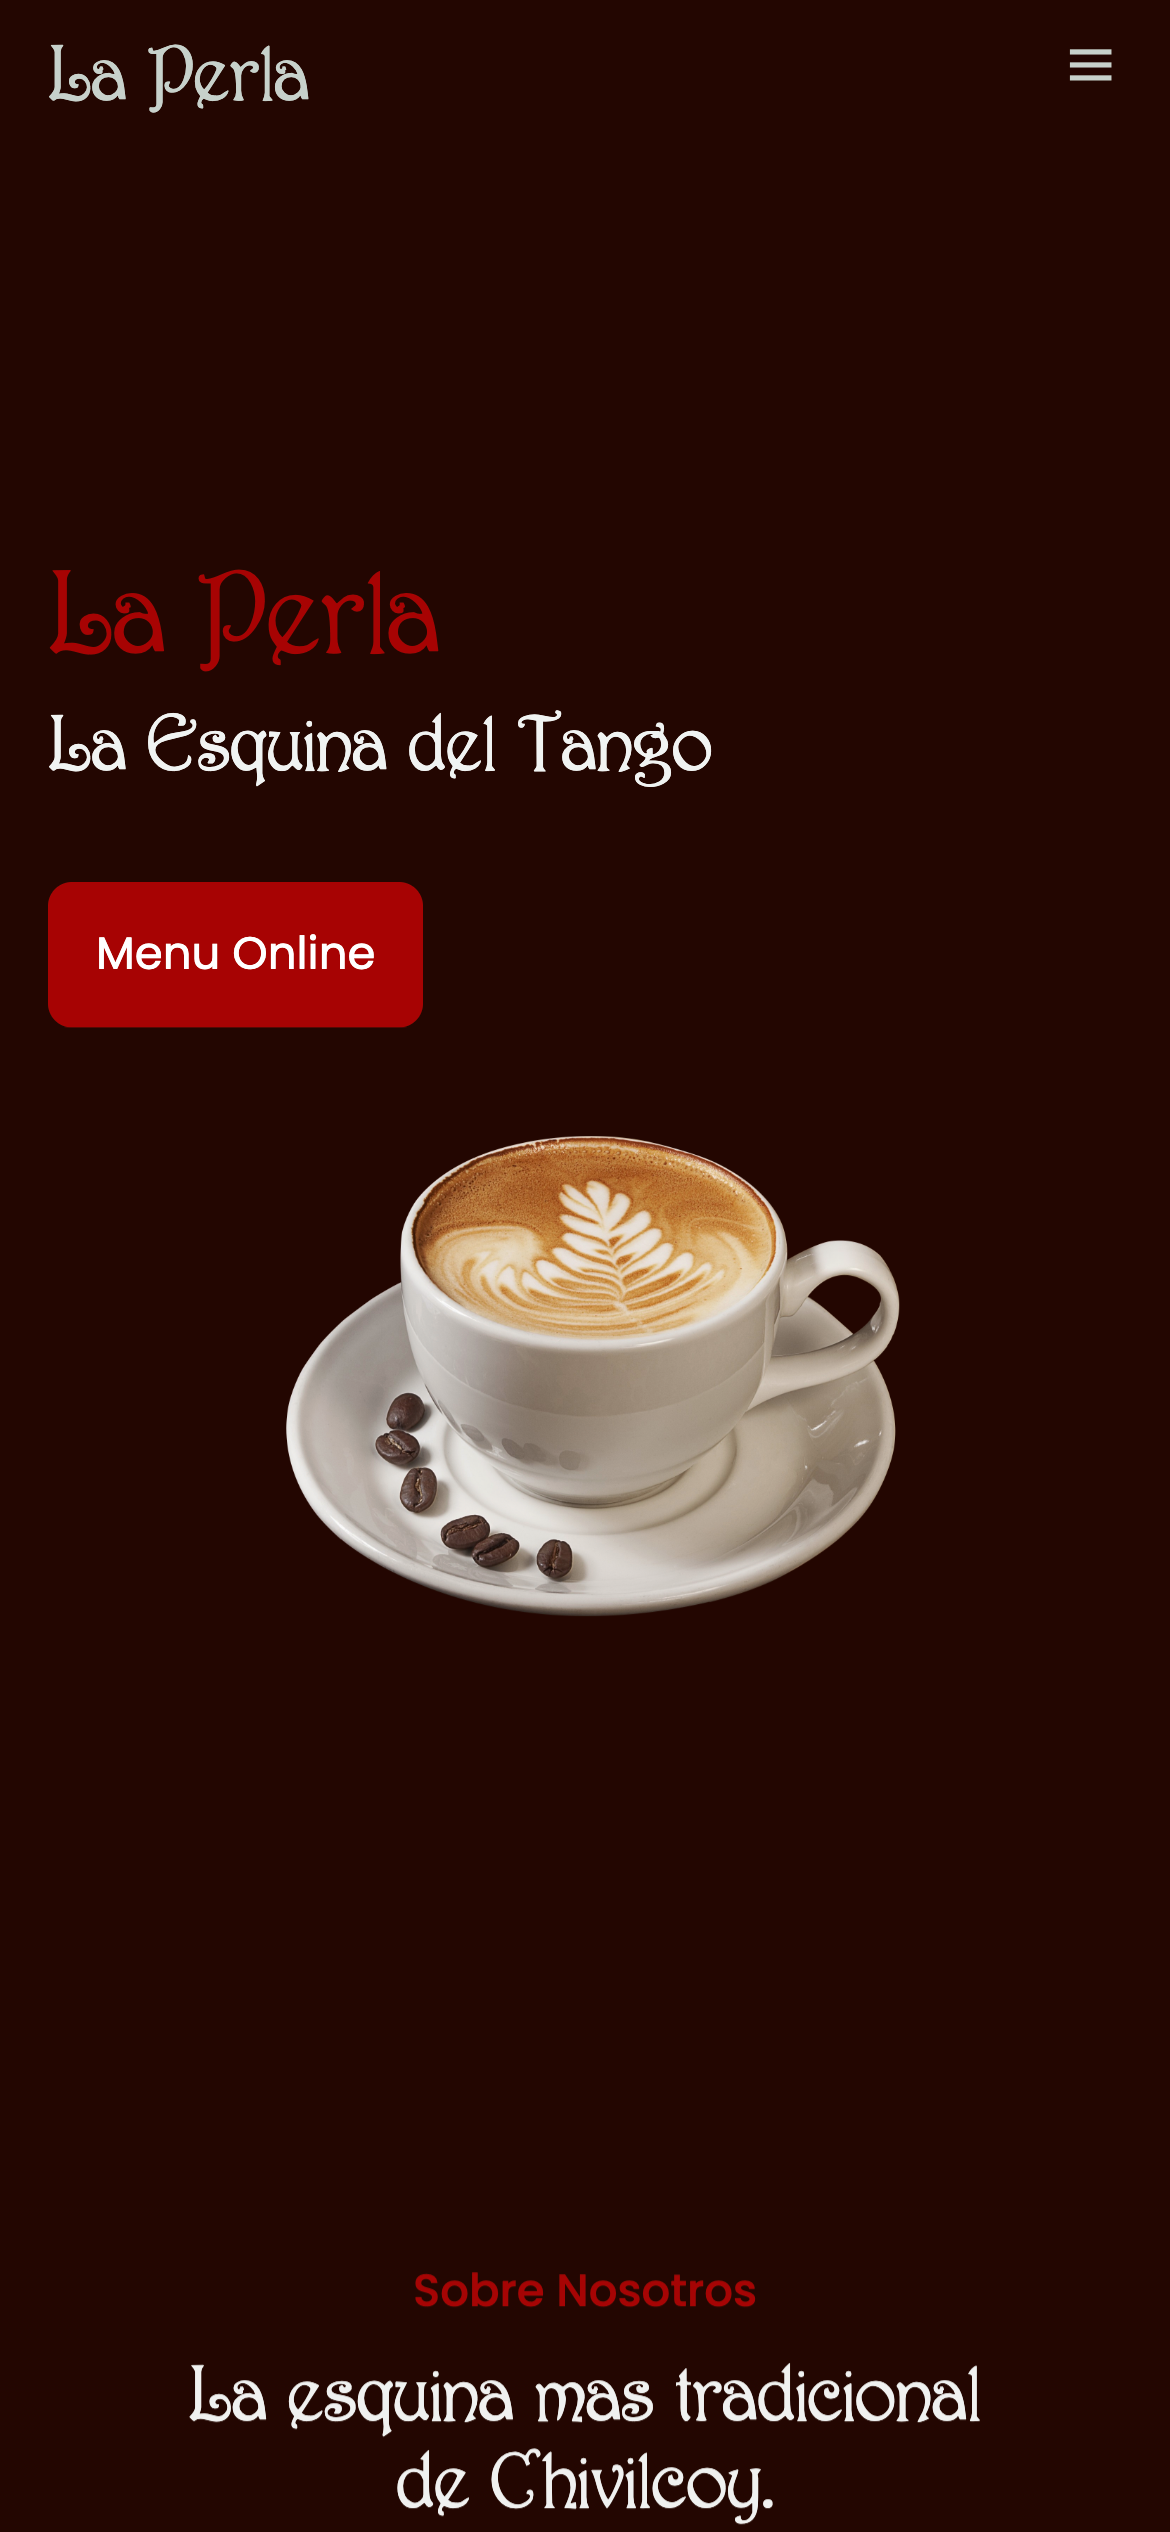 La Perla
La Perla
La Esquina del Tango
Menu Online
Sobre Nosotros
La esquina mas tradicional
de Chivilcoy.